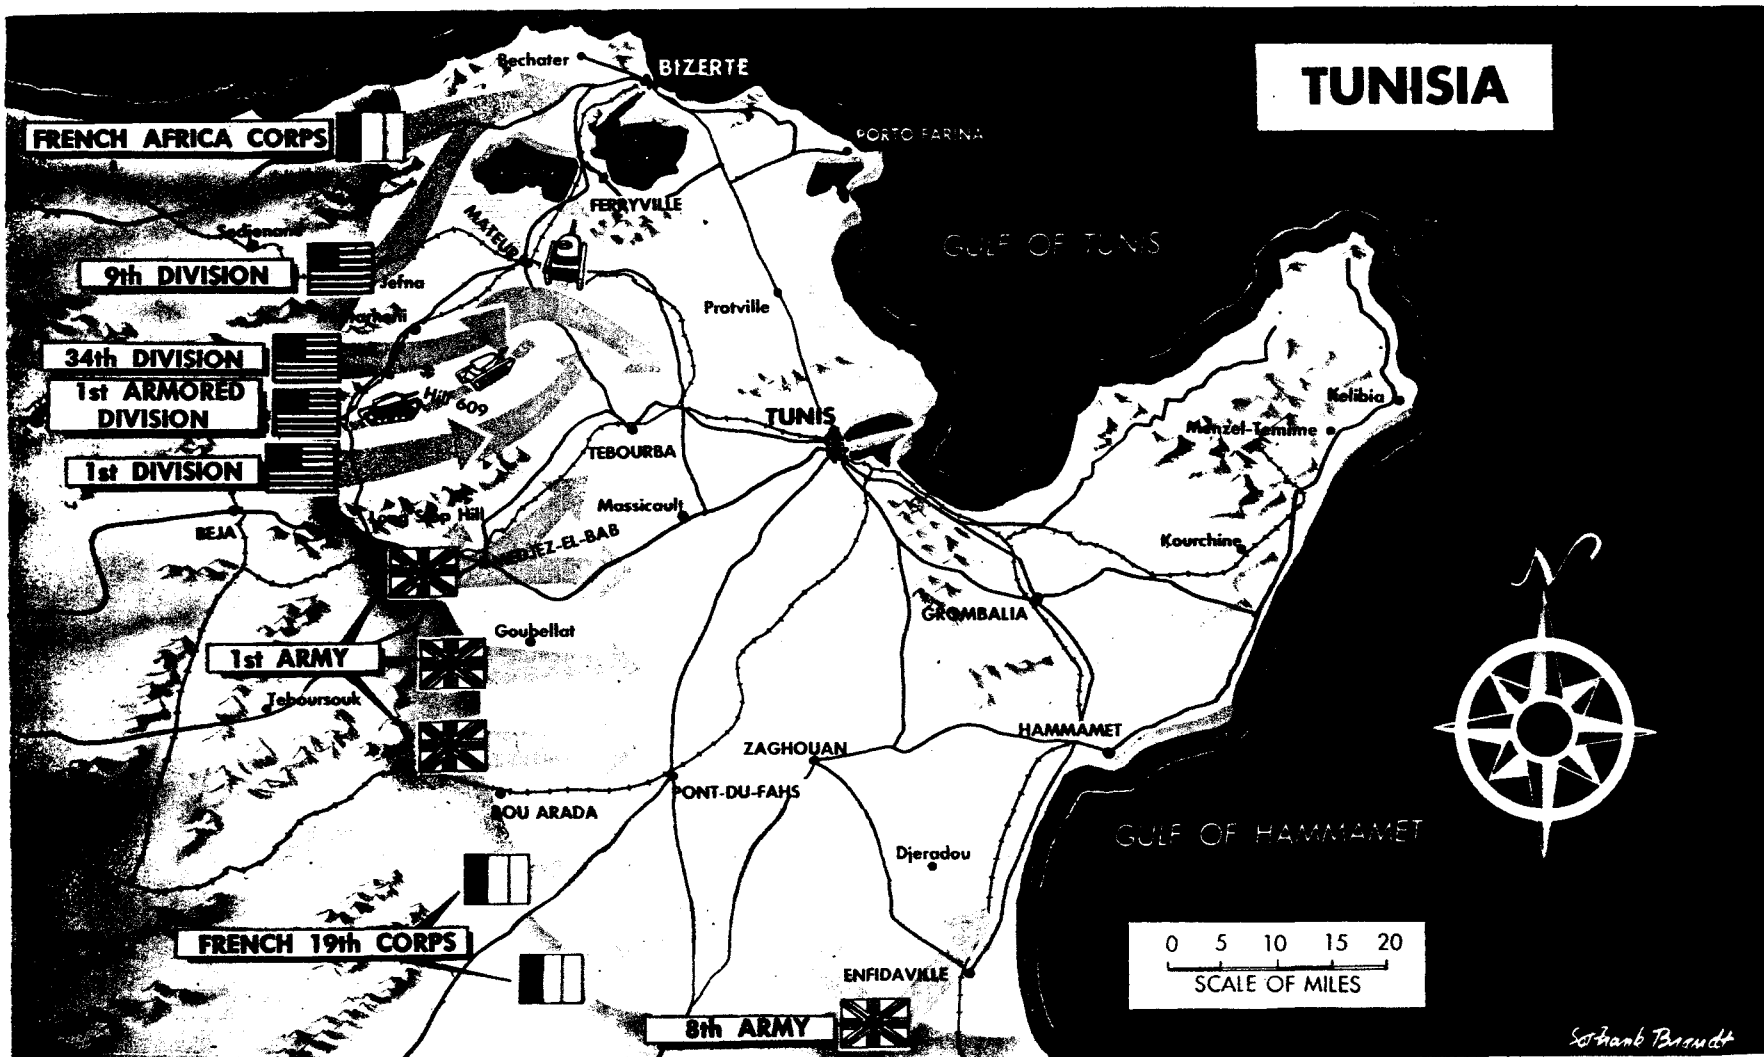 TUNISIA
Bechater
BIZERTE
FRENCH AFRICA CORPS
PORTO FARINA
FERRYVILLE
MATEUR
Sedjenane
GULF OF TUNIS
9th DIVISION
Jefna
Protville
34th DIVISION
1st ARMORED
DIVISION
Hill 609
Kelibia
TUNIS
Menzel-Temime
TEBOURBA
1st DIVISION
Massicault
Long Stop Hill
BEJA
MEDJEZ-EL-BAB
Kourchine
GROMBALIA
Goubellat
1st ARMY
Teboursouk
N
HAMMAMET
ZAGHOUAN
PONT-DU-FAHS
BOU ARADA
GULF OF HAMMAMET
Djeradou
FRENCH 19th CORPS
0 5 10 15 20
SCALE OF MILES
ENFIDAVILLE
8th ARMY
Sgt Frank Brandt